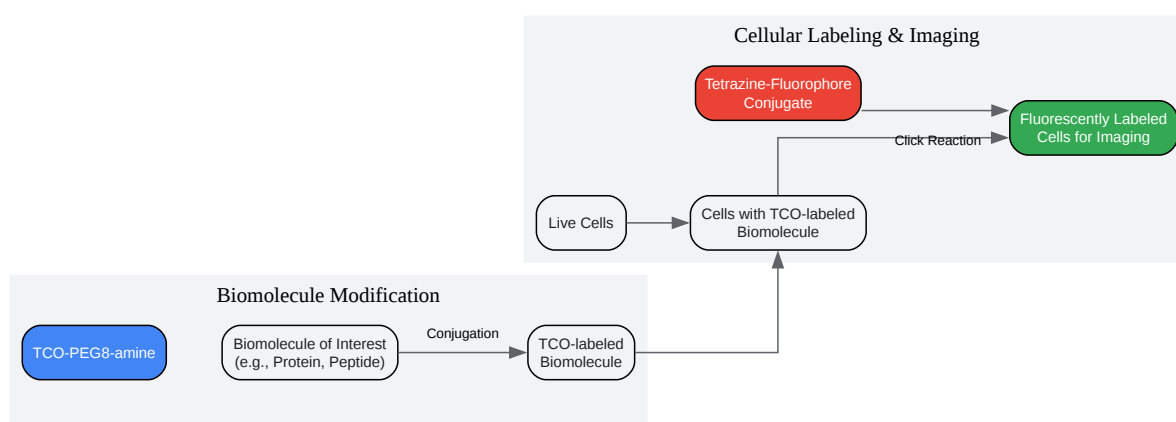 Cellular Labeling & Imaging
Tetrazine-Fluorophore
Conjugate
Fluorescently Labeled
Cells for Imaging
Click Reaction
Live Cells
Cells with TCO-labeled
Biomolecule
Biomolecule Modification
TCO-PEG8-amine
Biomolecule of Interest
(e.g., Protein, Peptide)
Conjugation
TCO-labeled
Biomolecule